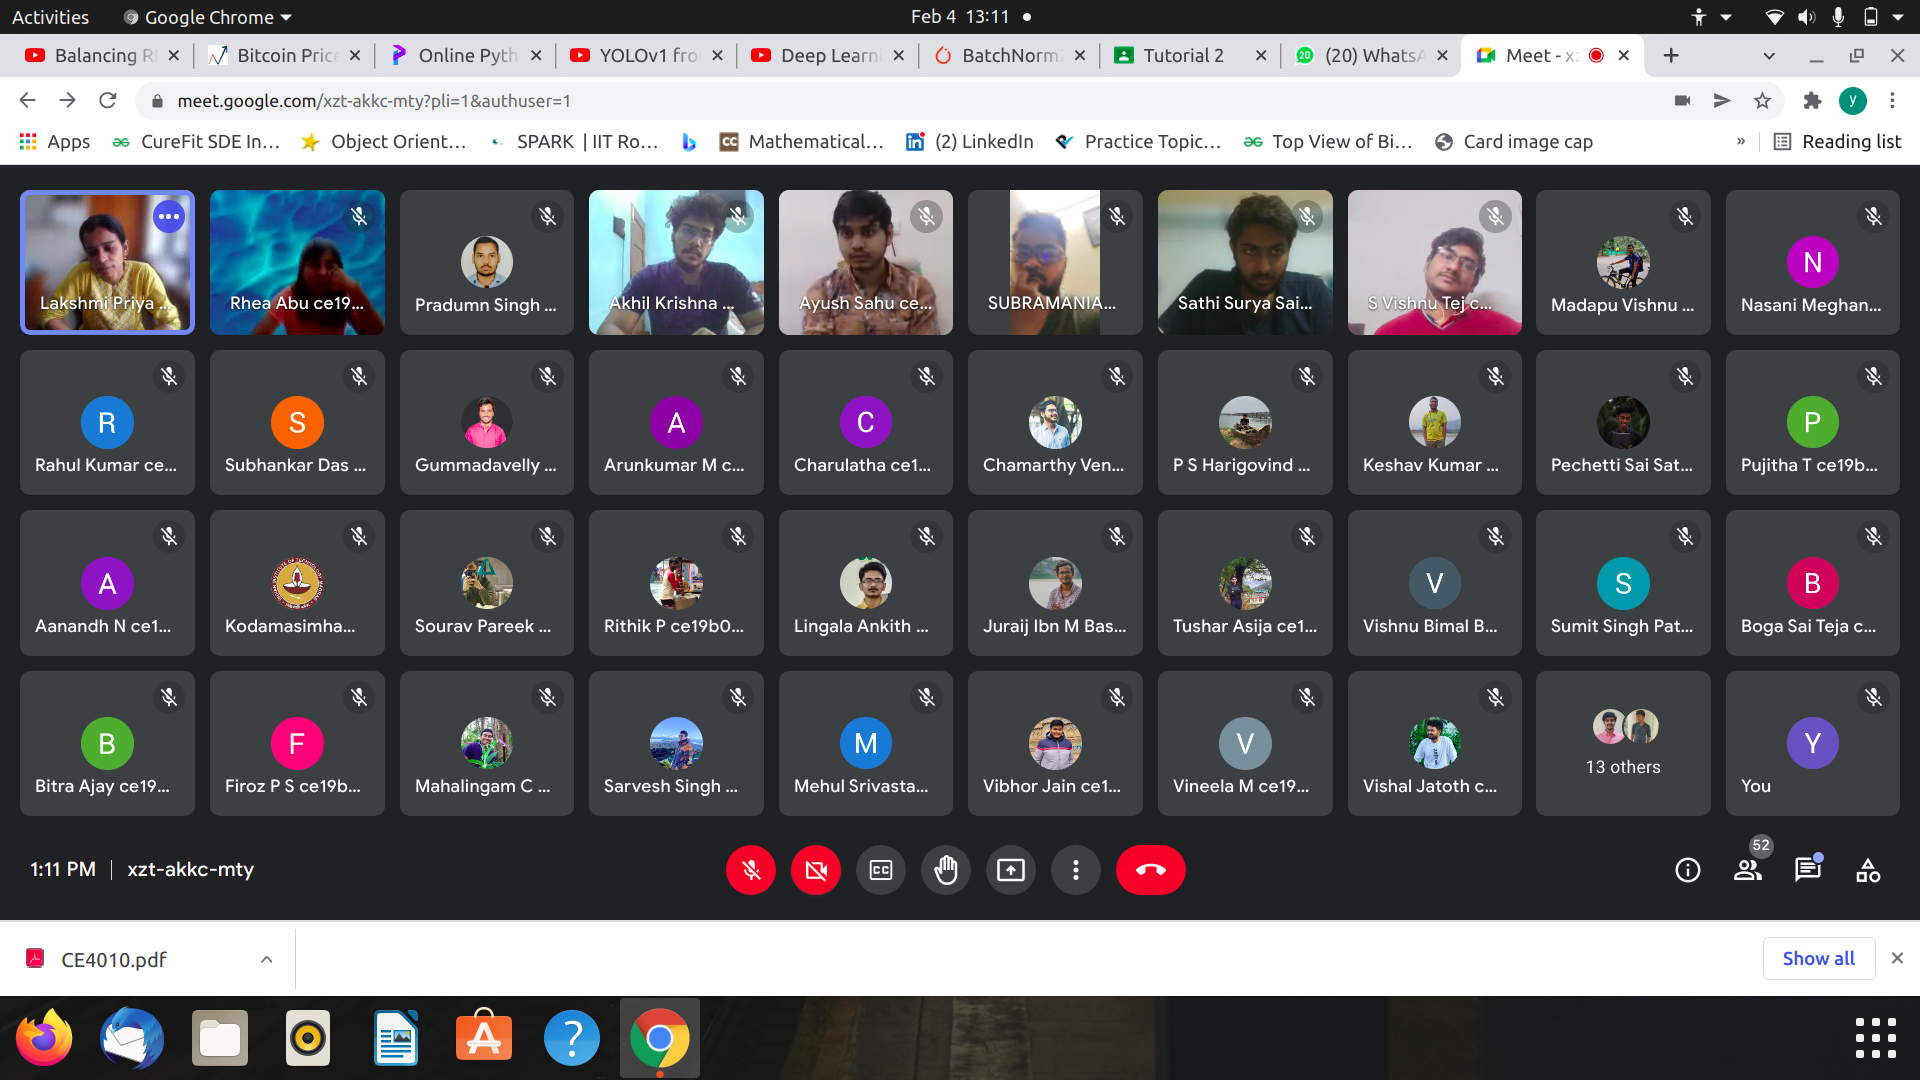 Activities Google Chrome Feb 4 13:11
Balancing R Bitcoin Price Online Pyth YOLOv1 fro Deep Learni BatchNorm2 Tutorial 2 (20) WhatsA Meet - xz
meet.google.com/xzt-akkc-mty?pli=1&authuser=1 y
Apps CureFit SDE In... Object Orient... SPARK | IIT Ro... CC Mathematical... (2) LinkedIn Practice Topic... Top View of Bi... Card image cap » Reading list
Lakshmi Priya ... Rhea Abu ce19... Pradumn Singh ... Akhil Krishna ... Ayush Sahu ce... SUBRAMANIA... Sathi Surya Sai... S Vishnu Tej c... Madapu Vishnu ... N Nasani Meghan...
R S A C P
Rahul Kumar ce... Subhankar Das ... Gummadavelly ... Arunkumar M c... Charulatha ce1... Chamarthy Ven... P S Harigovind ... Keshav Kumar ... Pechetti Sai Sat... Pujitha T ce19b...
A V S B
Aanandh N ce1... Kodamasimha... Sourav Pareek ... Rithik P ce19b0... Lingala Ankith ... Juraij Ibn M Bas... Tushar Asija ce1... Vishnu Bimal B... Sumit Singh Pat... Boga Sai Teja c...
B F M V Y
Bitra Ajay ce19... Firoz P S ce19b... Mahalingam C ... Sarvesh Singh ... Mehul Srivasta... Vibhor Jain ce1... Vineela M ce19... Vishal Jatoth c... 13 others You
1:11 PM | xzt-akkc-mty CC 52
CE4010.pdf Show all